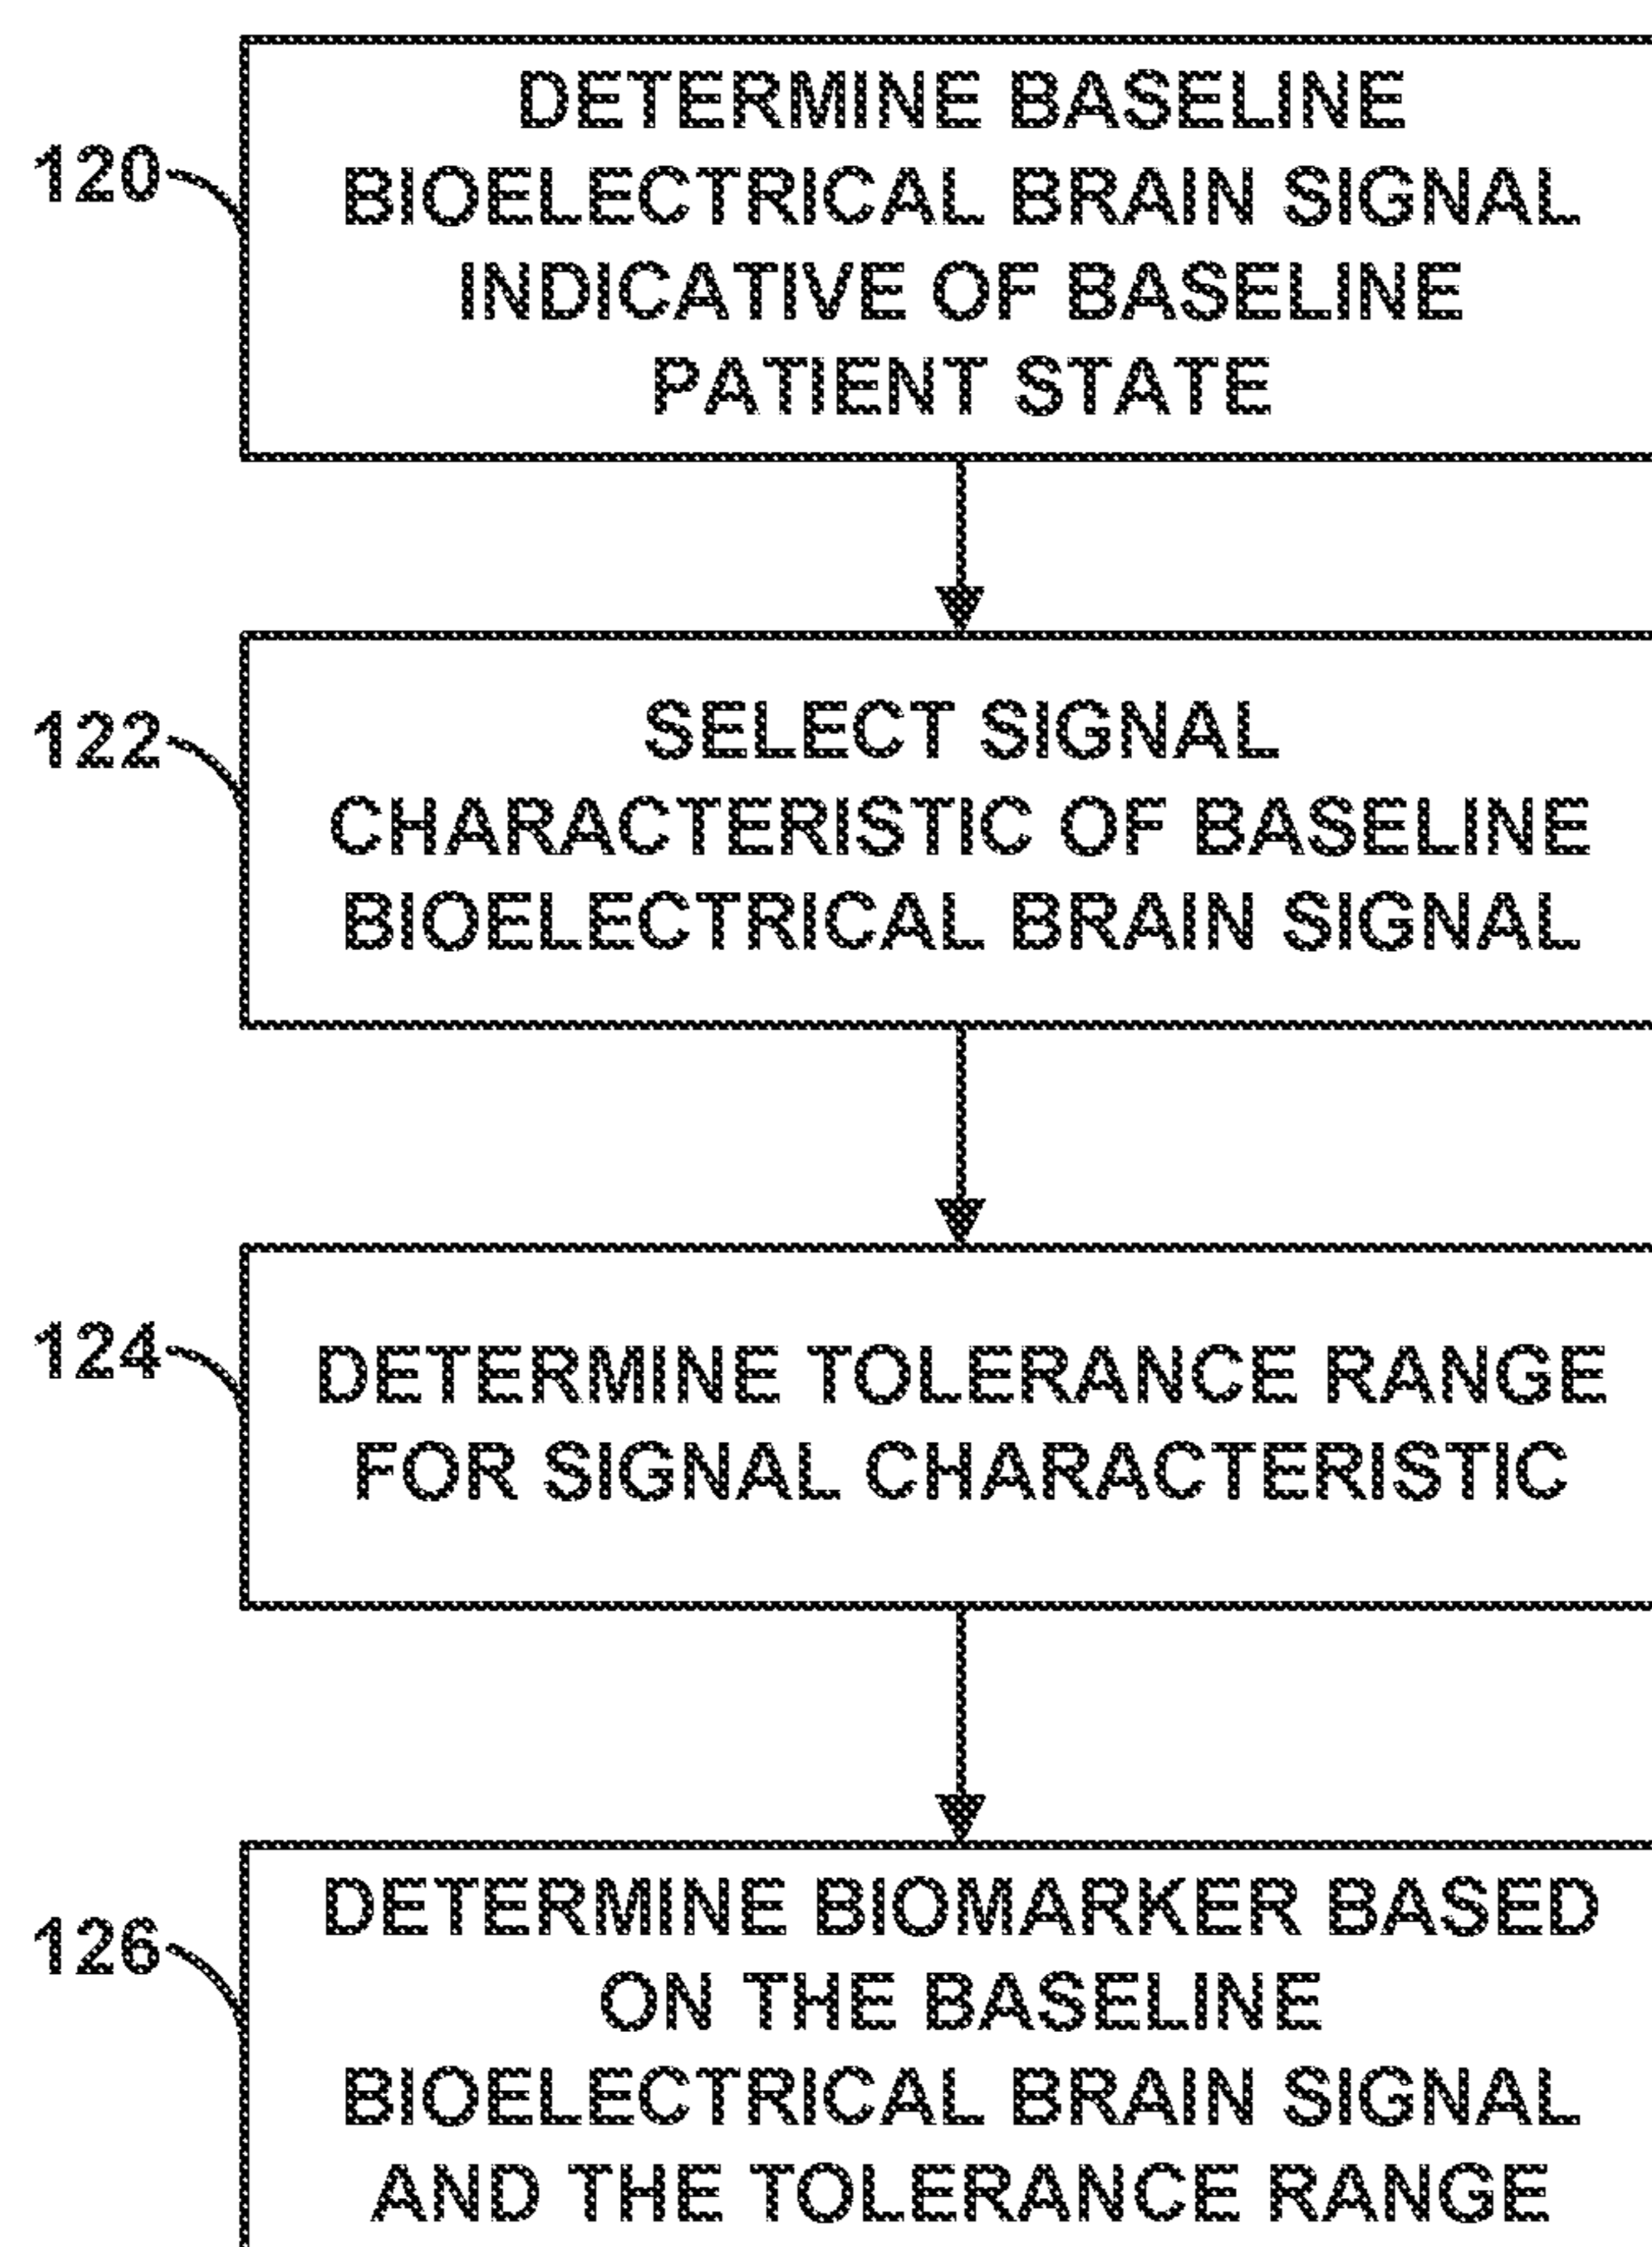 120
DETERMINE BASELINE
BIOELECTRICAL BRAIN SIGNAL
INDICATIVE OF BASELINE
PATIENT STATE
122
SELECT SIGNAL
CHARACTERISTIC OF BASELINE
BIOELECTRICAL BRAIN SIGNAL
124
DETERMINE TOLERANCE RANGE
FOR SIGNAL CHARACTERISTIC
126
DETERMINE BIOMARKER BASED
ON THE BASELINE
BIOELECTRICAL BRAIN SIGNAL
AND THE TOLERANCE RANGE